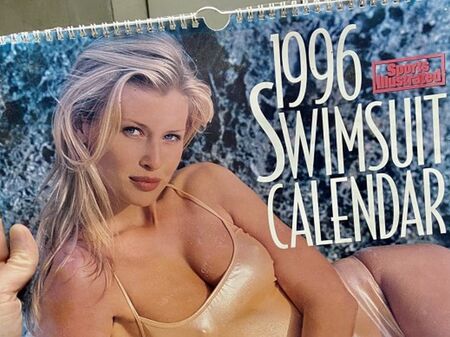 1996
Sports
Illustrated
SWIMSUIT
CALENDAR